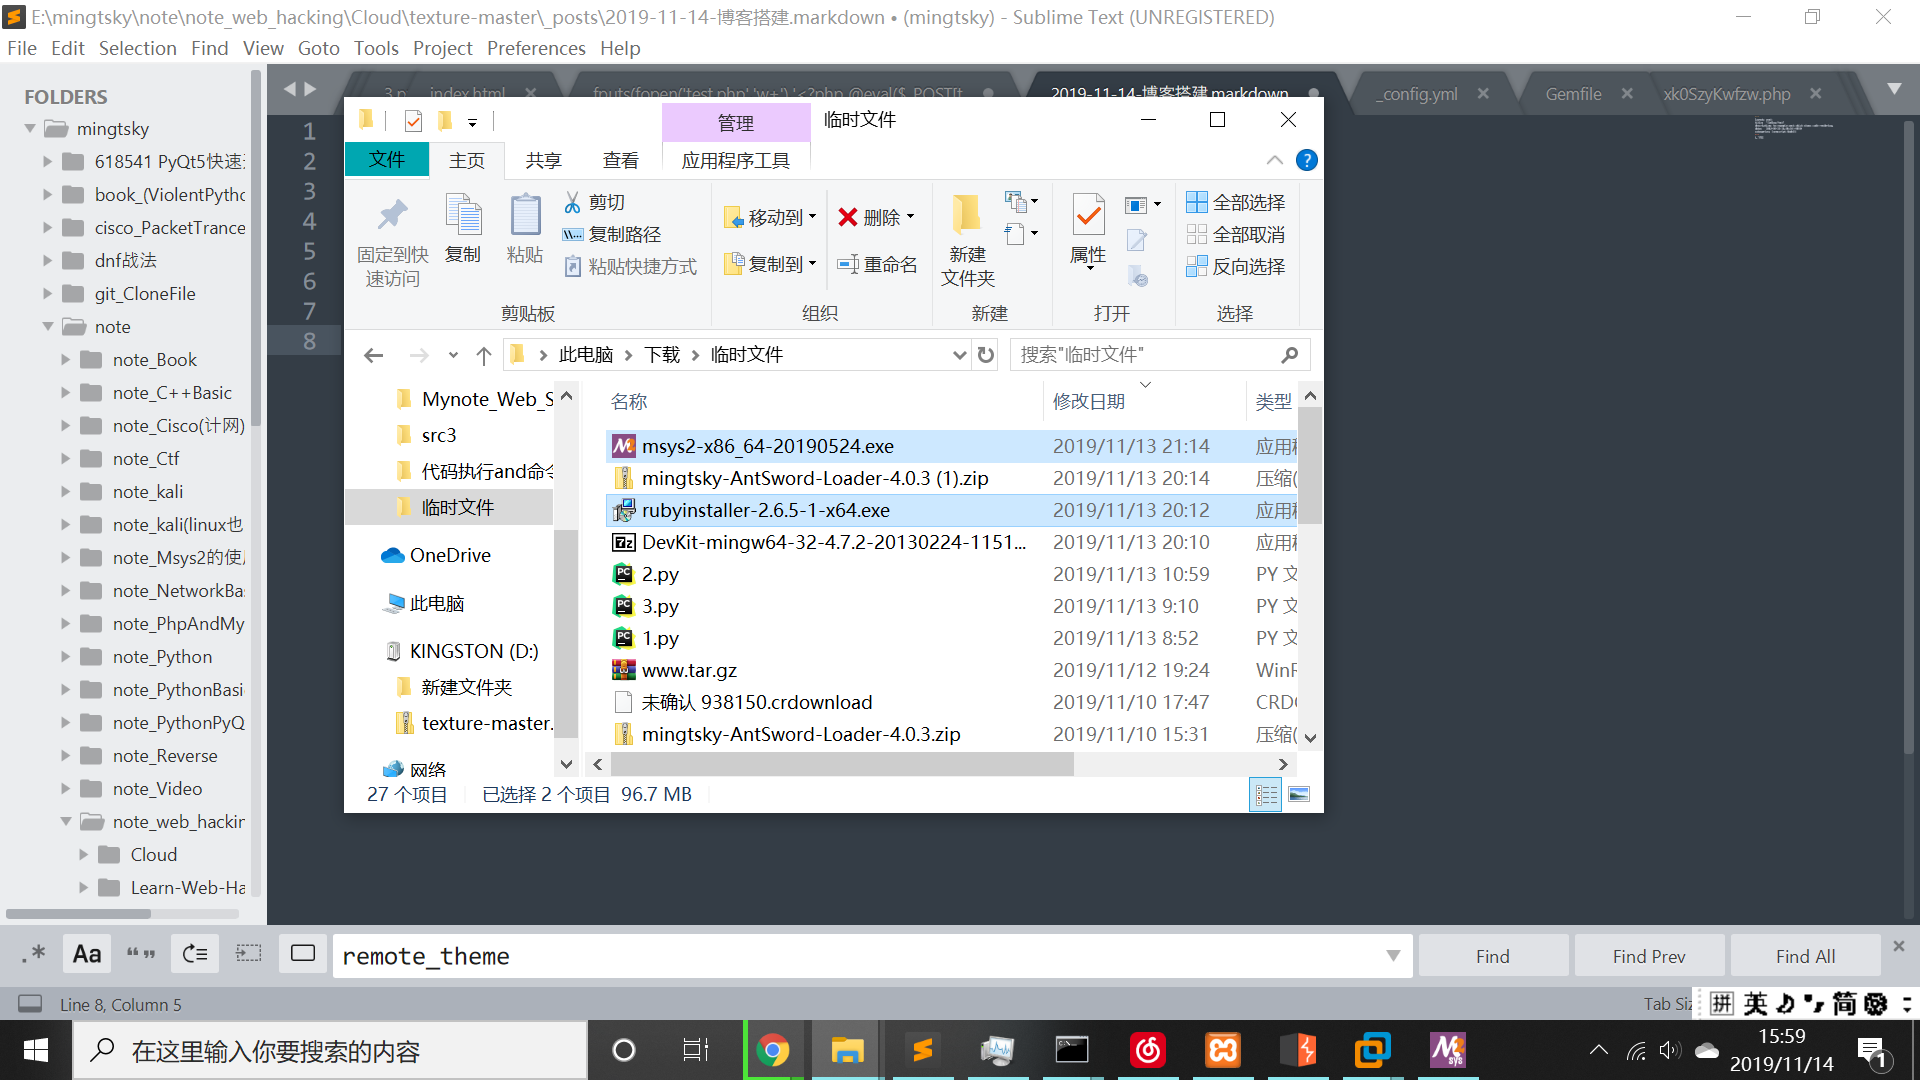 E:\mingtsky\note\note_web_hacking\Cloud\texture-master\_posts\2019-11-14-博客搭建.markdown • (mingtsky) - Sublime Text (UNREGISTERED)
File Edit Selection Find View Goto Tools Project Preferences Help
FOLDERS
mingtsky
618541 PyQt5快速
book_(ViolentPytho
cisco_PacketTrance
dnf战法
git_CloneFile
note
note_Book
note_C++Basic
note_Cisco(计网)
note_Ctf
note_kali
note_kali(linux也
note_Msys2的使
note_NetworkBa
note_PhpAndMy
note_Python
note_PythonBasi
note_PythonPyQ
note_Reverse
note_Video
note_web_hackin
Cloud
Learn-Web-Ha
index.html
fputs(fopen('test.php','w+'),'<?php @eval($_POST[t
2019-11-14-博客搭建.markdown
_config.yml
Gemfile
xk0SzyKwfzw.php
1
2
3
4
5
6
7
8
管理
临时文件
文件 主页 共享 查看 应用程序工具
固定到快速访问
复制
粘贴
剪切
复制路径
粘贴快捷方式
剪贴板
移动到
复制到
删除
重命名
组织
新建
文件夹
新建
属性
打开
全部选择
全部取消
反向选择
选择
此电脑 下载 临时文件
搜索"临时文件"
Mynote_Web_S
src3
代码执行and命令
临时文件
OneDrive
此电脑
KINGSTON (D:)
新建文件夹
texture-master.
网络
名称 修改日期 类型
msys2-x86_64-20190524.exe 2019/11/13 21:14 应用程
mingtsky-AntSword-Loader-4.0.3 (1).zip 2019/11/13 20:14 压缩(
rubyinstaller-2.6.5-1-x64.exe 2019/11/13 20:12 应用程
DevKit-mingw64-32-4.7.2-20130224-1151... 2019/11/13 20:10 应用程
2.py 2019/11/13 10:59 PY 文
3.py 2019/11/13 9:10 PY 文
1.py 2019/11/13 8:52 PY 文
www.tar.gz 2019/11/12 19:24 WinR
未确认 938150.crdownload 2019/11/10 17:47 CRDO
mingtsky-AntSword-Loader-4.0.3.zip 2019/11/10 15:31 压缩(
27 个项目 已选择 2 个项目 96.7 MB
.* Aa “” remote_theme Find Find Prev Find All
Line 8, Column 5
Tab Siz
拼 英 简
在这里输入你要搜索的内容
15:59
2019/11/14
1